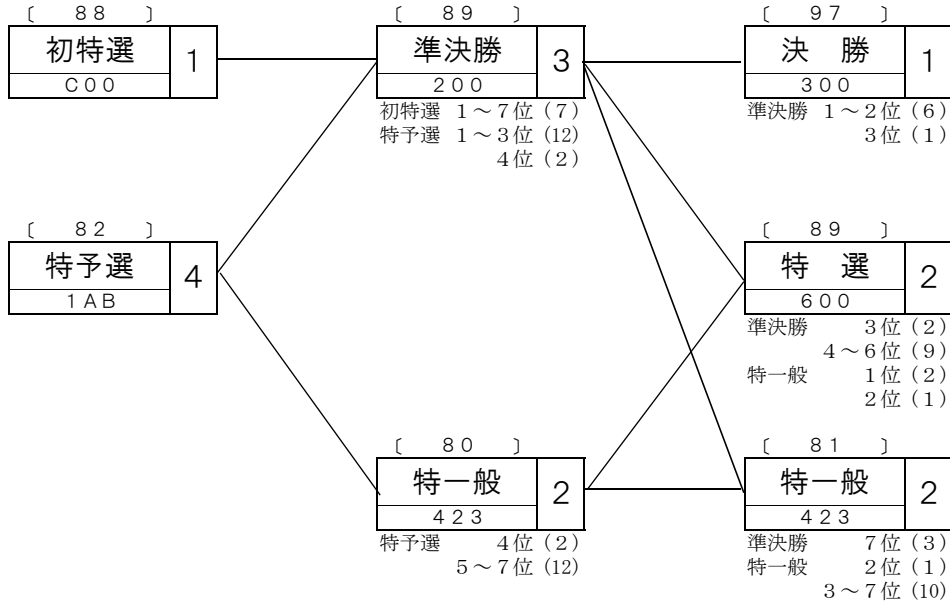 〔　８８　〕
初特選 １
Ｃ００
〔　８２　〕
特予選 ４
１ＡＢ
〔　８９　〕
準決勝 ３
２００
初特選 １～７位（７）
特予選 １～３位（12）
４位（２）
〔　８０　〕
特一般 ２
４２３
特予選 ４位（２）
５～７位（12）
〔　９７　〕
決　勝 １
３００
準決勝 １～２位（６）
３位（１）
〔　８９　〕
特　選 ２
６００
準決勝 ３位（２）
４～６位（９）
特一般 １位（２）
２位（１）
〔　８１　〕
特一般 ２
４２３
準決勝 ７位（３）
特一般 ２位（１）
３～７位（10）